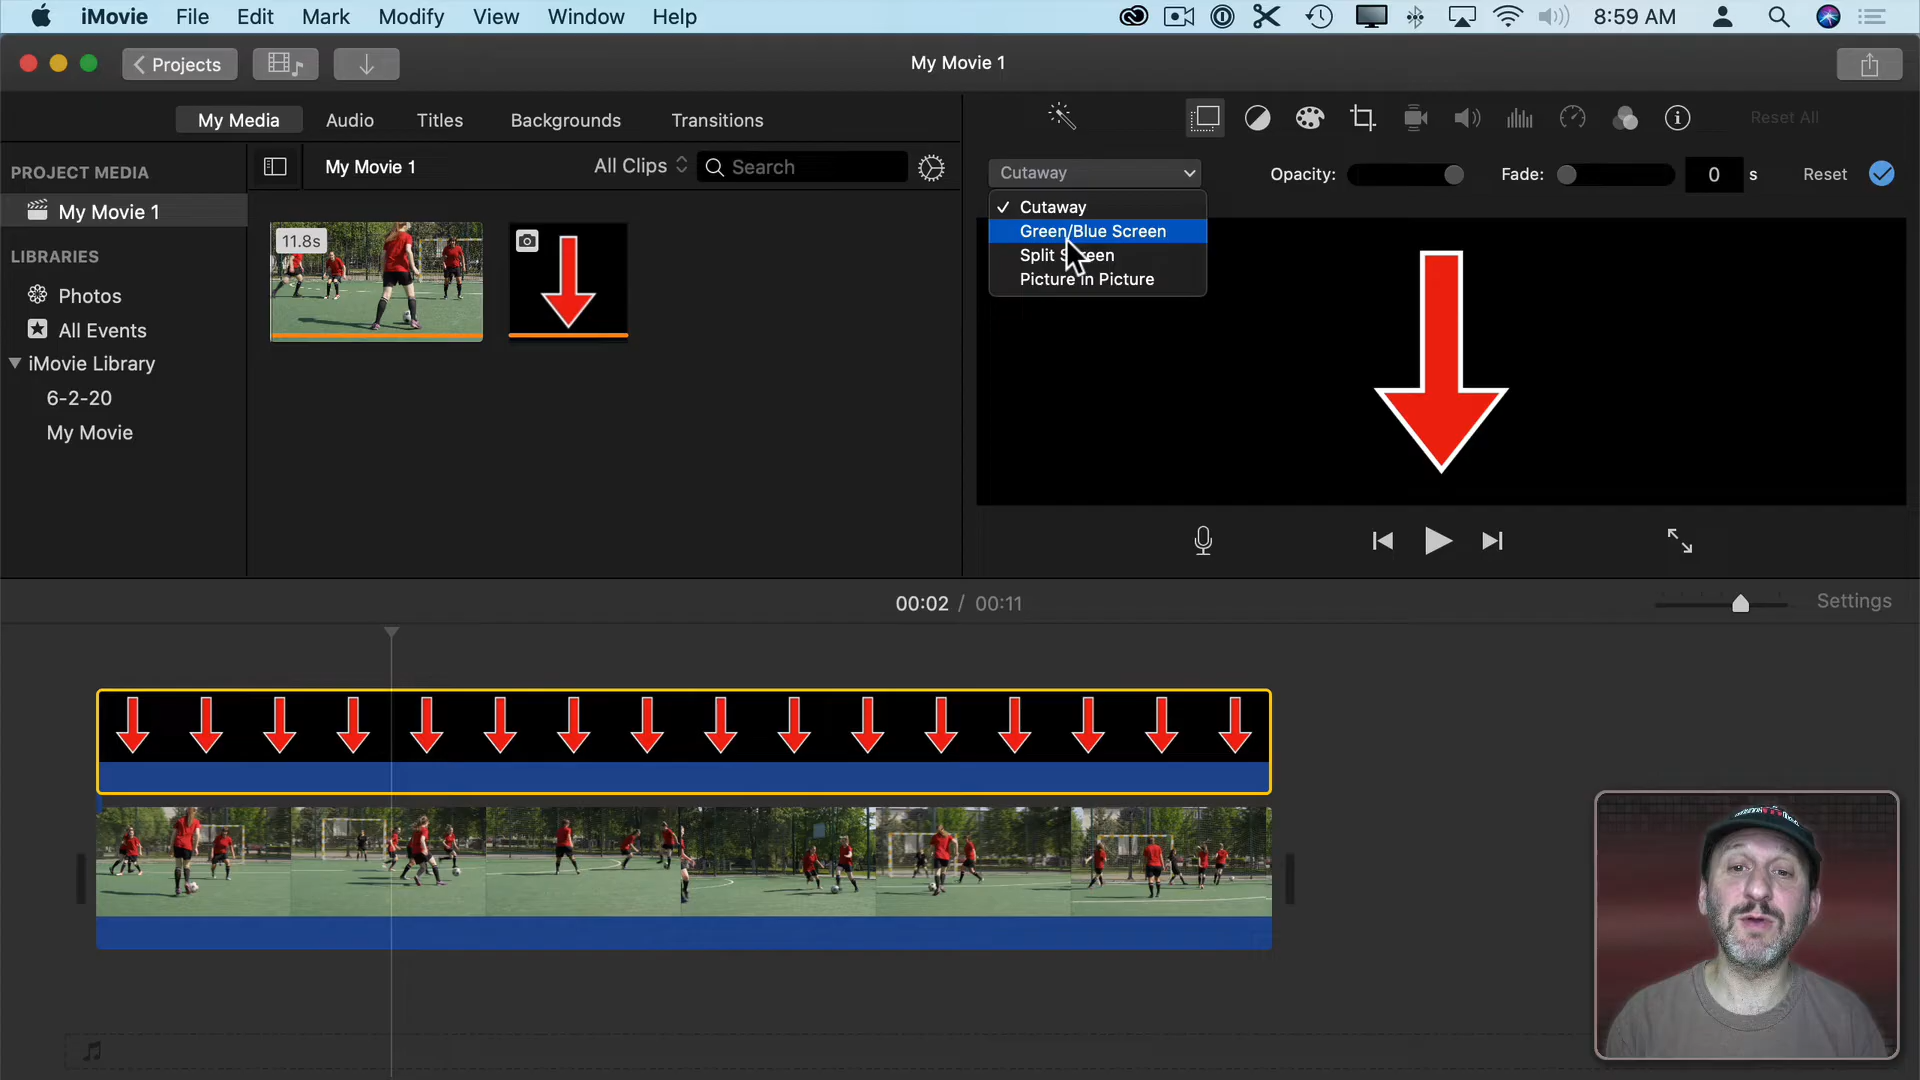 iMovie File Edit Mark Modify View Window Help 8:59 AM
Projects My Movie 1
My Media Audio Titles Backgrounds Transitions Reset All
PROJECT MEDIA
My Movie 1
LIBRARIES
Photos
All Events
iMovie Library
6-2-20
My Movie
My Movie 1 All Clips Search
11.8s
Cutaway Opacity: Fade: 0 s Reset
Cutaway
Green/Blue Screen
Split Screen
Picture in Picture
00:02 / 00:11 Settings